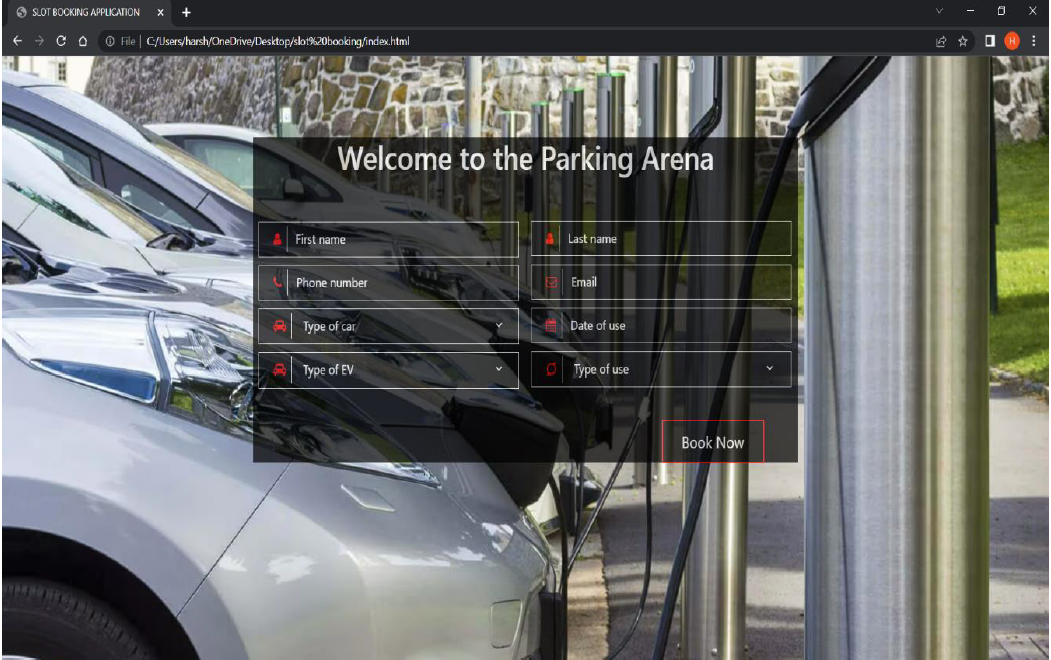 SLOT BOOKING APPLICATION
File C:/Users/harsh/OneDrive/Desktop/slot%20booking/index.html
H
Welcome to the Parking Arena
First name
Last name
Phone number
Email
Type of car
Date of use
Type of EV
Type of use
Book Now